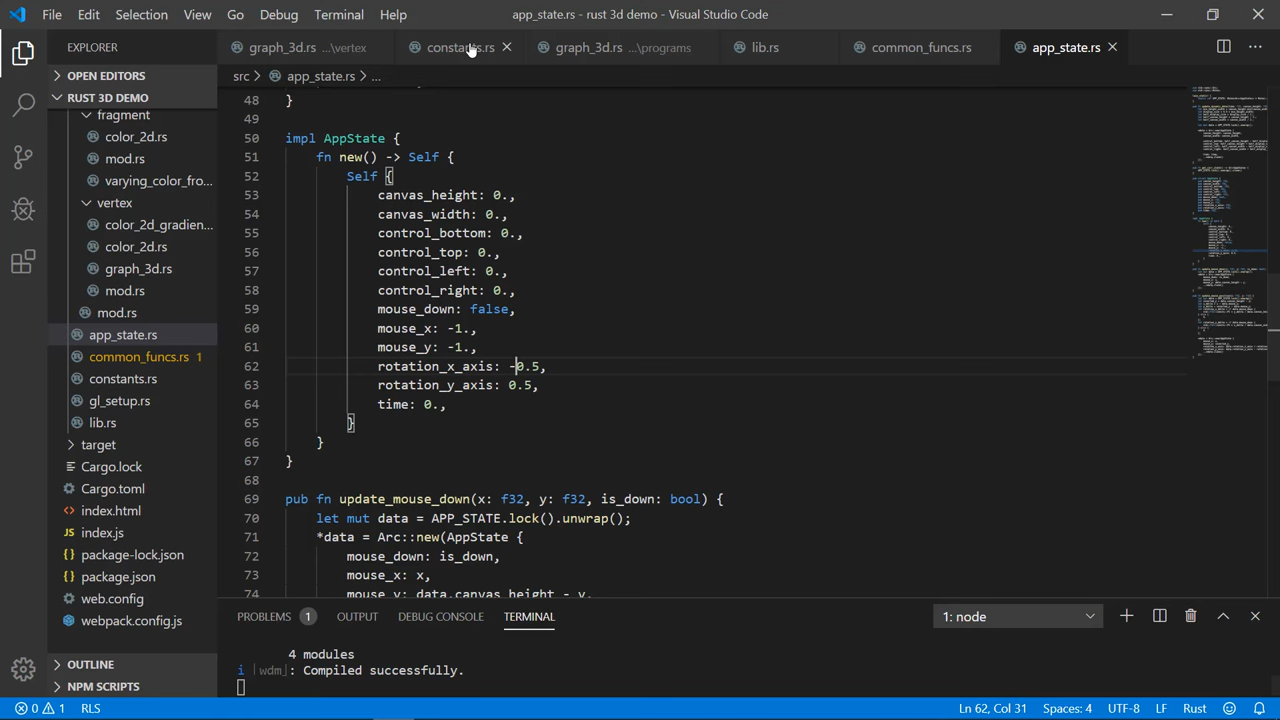 File Edit Selection View Go Debug Terminal Help app_state.rs - rust 3d demo - Visual Studio Code
EXPLORER
OPEN EDITORS
RUST 3D DEMO
fragment
color_2d.rs
mod.rs
varying_color_fro...
vertex
color_2d_gradien...
color_2d.rs
graph_3d.rs
mod.rs
mod.rs
app_state.rs
common_funcs.rs 1
constants.rs
gl_setup.rs
lib.rs
target
Cargo.lock
Cargo.toml
index.html
index.js
package-lock.json
package.json
web.config
webpack.config.js
OUTLINE
NPM SCRIPTS
graph_3d.rs ...\vertex constants.rs graph_3d.rs ...\programs lib.rs common_funcs.rs app_state.rs
src app_state.rs ...
48 }
49
50 impl AppState {
51 fn new() -> Self {
52 Self {
53 canvas_height: 0.,
54 canvas_width: 0.,
55 control_bottom: 0.,
56 control_top: 0.,
57 control_left: 0.,
58 control_right: 0.,
59 mouse_down: false,
60 mouse_x: -1.,
61 mouse_y: -1.,
62 rotation_x_axis: -0.5,
63 rotation_y_axis: 0.5,
64 time: 0.,
65 }
66 }
67 }
68
69 pub fn update_mouse_down(x: f32, y: f32, is_down: bool) {
70 let mut data = APP_STATE.lock().unwrap();
71 *data = Arc::new(AppState {
72 mouse_down: is_down,
73 mouse_x: x,
74 mouse_y: data.canvas_height - y,
PROBLEMS 1 OUTPUT DEBUG CONSOLE TERMINAL 1: node
4 modules
i ｢wdm｣: Compiled successfully.
0 1 RLS Ln 62, Col 31 Spaces: 4 UTF-8 LF Rust